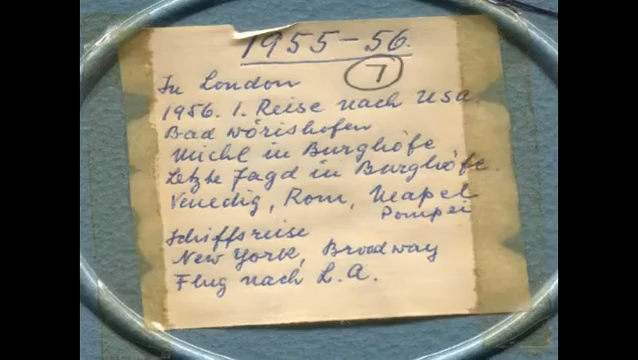 1955-56.
7
In London
1956. 1. Reise nach USA.
Bad Wörishofen
Michl in Burghöfe
Letzte Jagd in Burghöfe.
Venedig, Rom, Neapel
Pompei
Schiffsreise
New York, Broadway
Flug nach L.A.